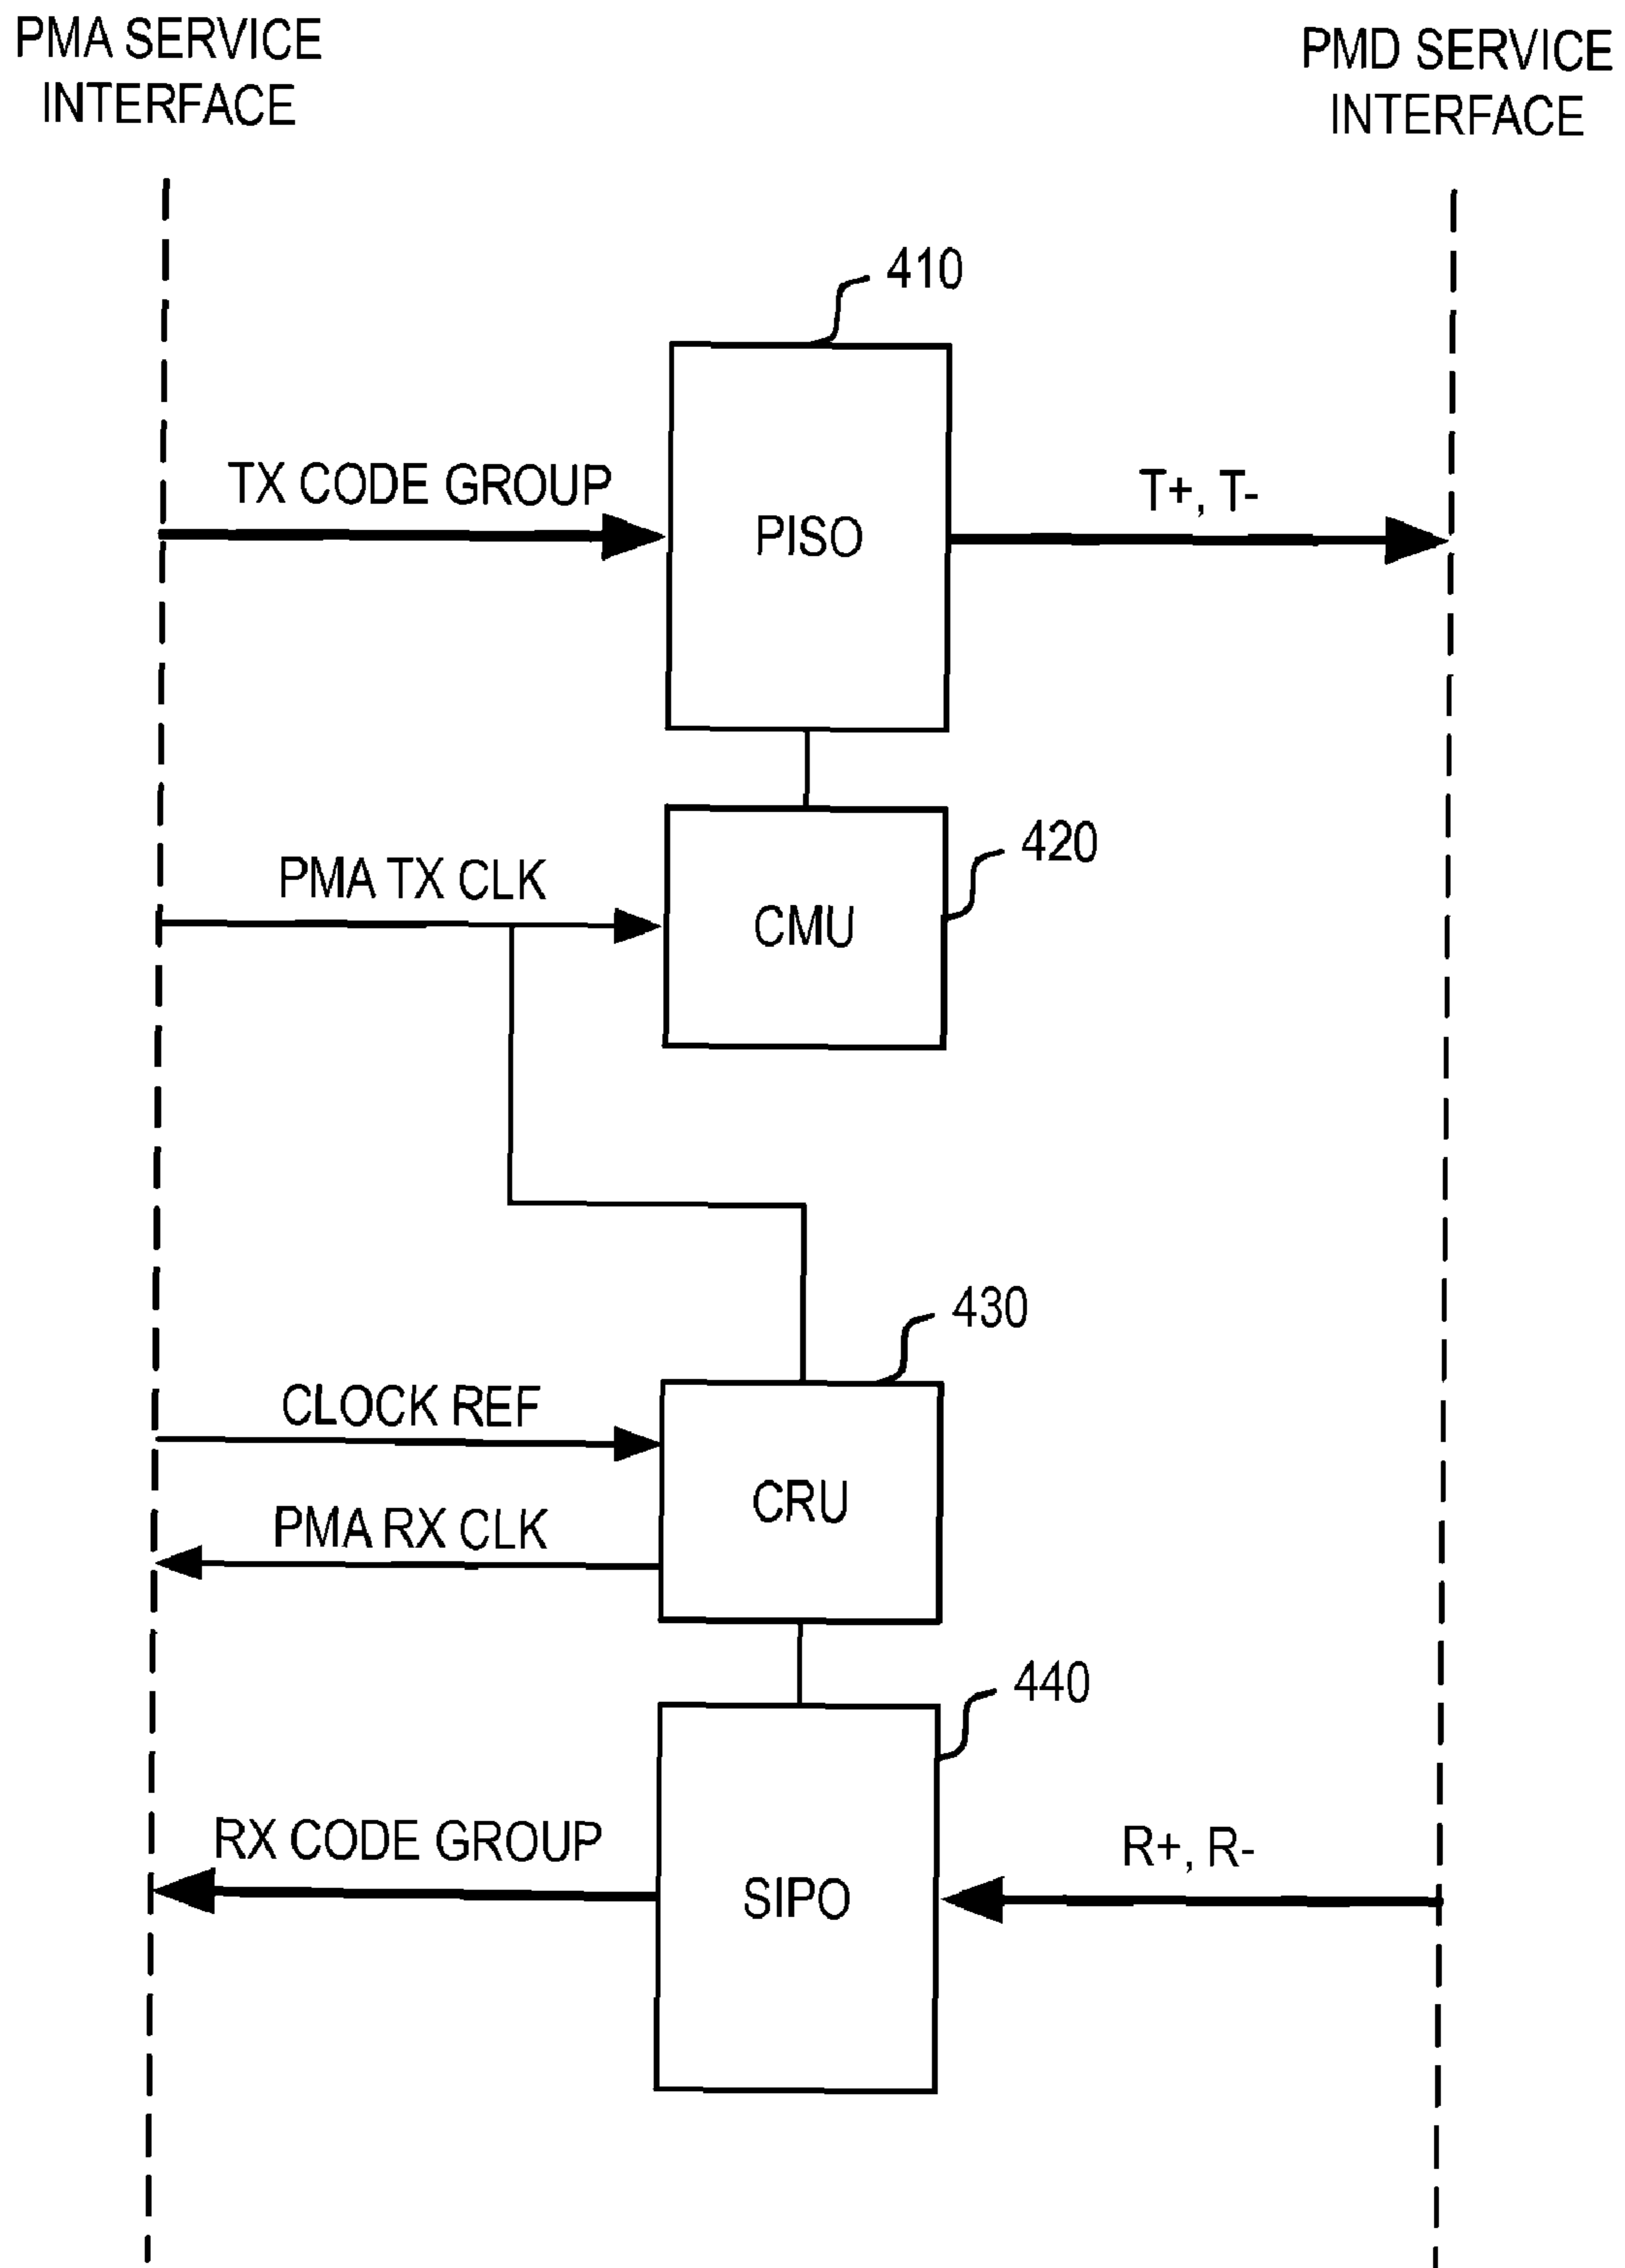 PMA SERVICE
INTERFACE
PMD SERVICE
INTERFACE
410
TX CODE GROUP
PISO
T+, T-
420
PMA TX CLK
CMU
430
CLOCK REF
CRU
PMA RX CLK
440
RX CODE GROUP
SIPO
R+, R-